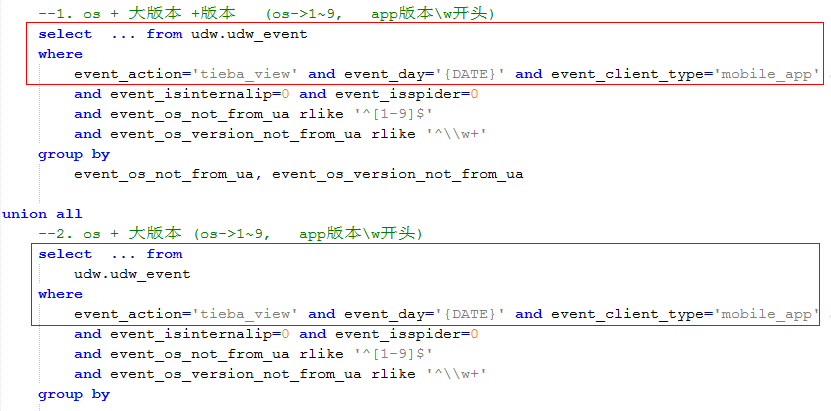 --1. os + 大版本 +版本   (os->1~9,   app版本\w开头)
select  ... from udw.udw_event
where
event_action='tieba_view' and event_day='{DATE}' and event_client_type='mobile_app'
and event_isinternalip=0 and event_isspider=0
and event_os_not_from_ua rlike '^[1-9]$'
and event_os_version_not_from_ua rlike '^\\w+'
group by
event_os_not_from_ua, event_os_version_not_from_ua
union all
--2. os + 大版本 (os->1~9,   app版本\w开头)
select  ... from
udw.udw_event
where
event_action='tieba_view' and event_day='{DATE}' and event_client_type='mobile_app'
and event_isinternalip=0 and event_isspider=0
and event_os_not_from_ua rlike '^[1-9]$'
and event_os_version_not_from_ua rlike '^\\w+'
group by